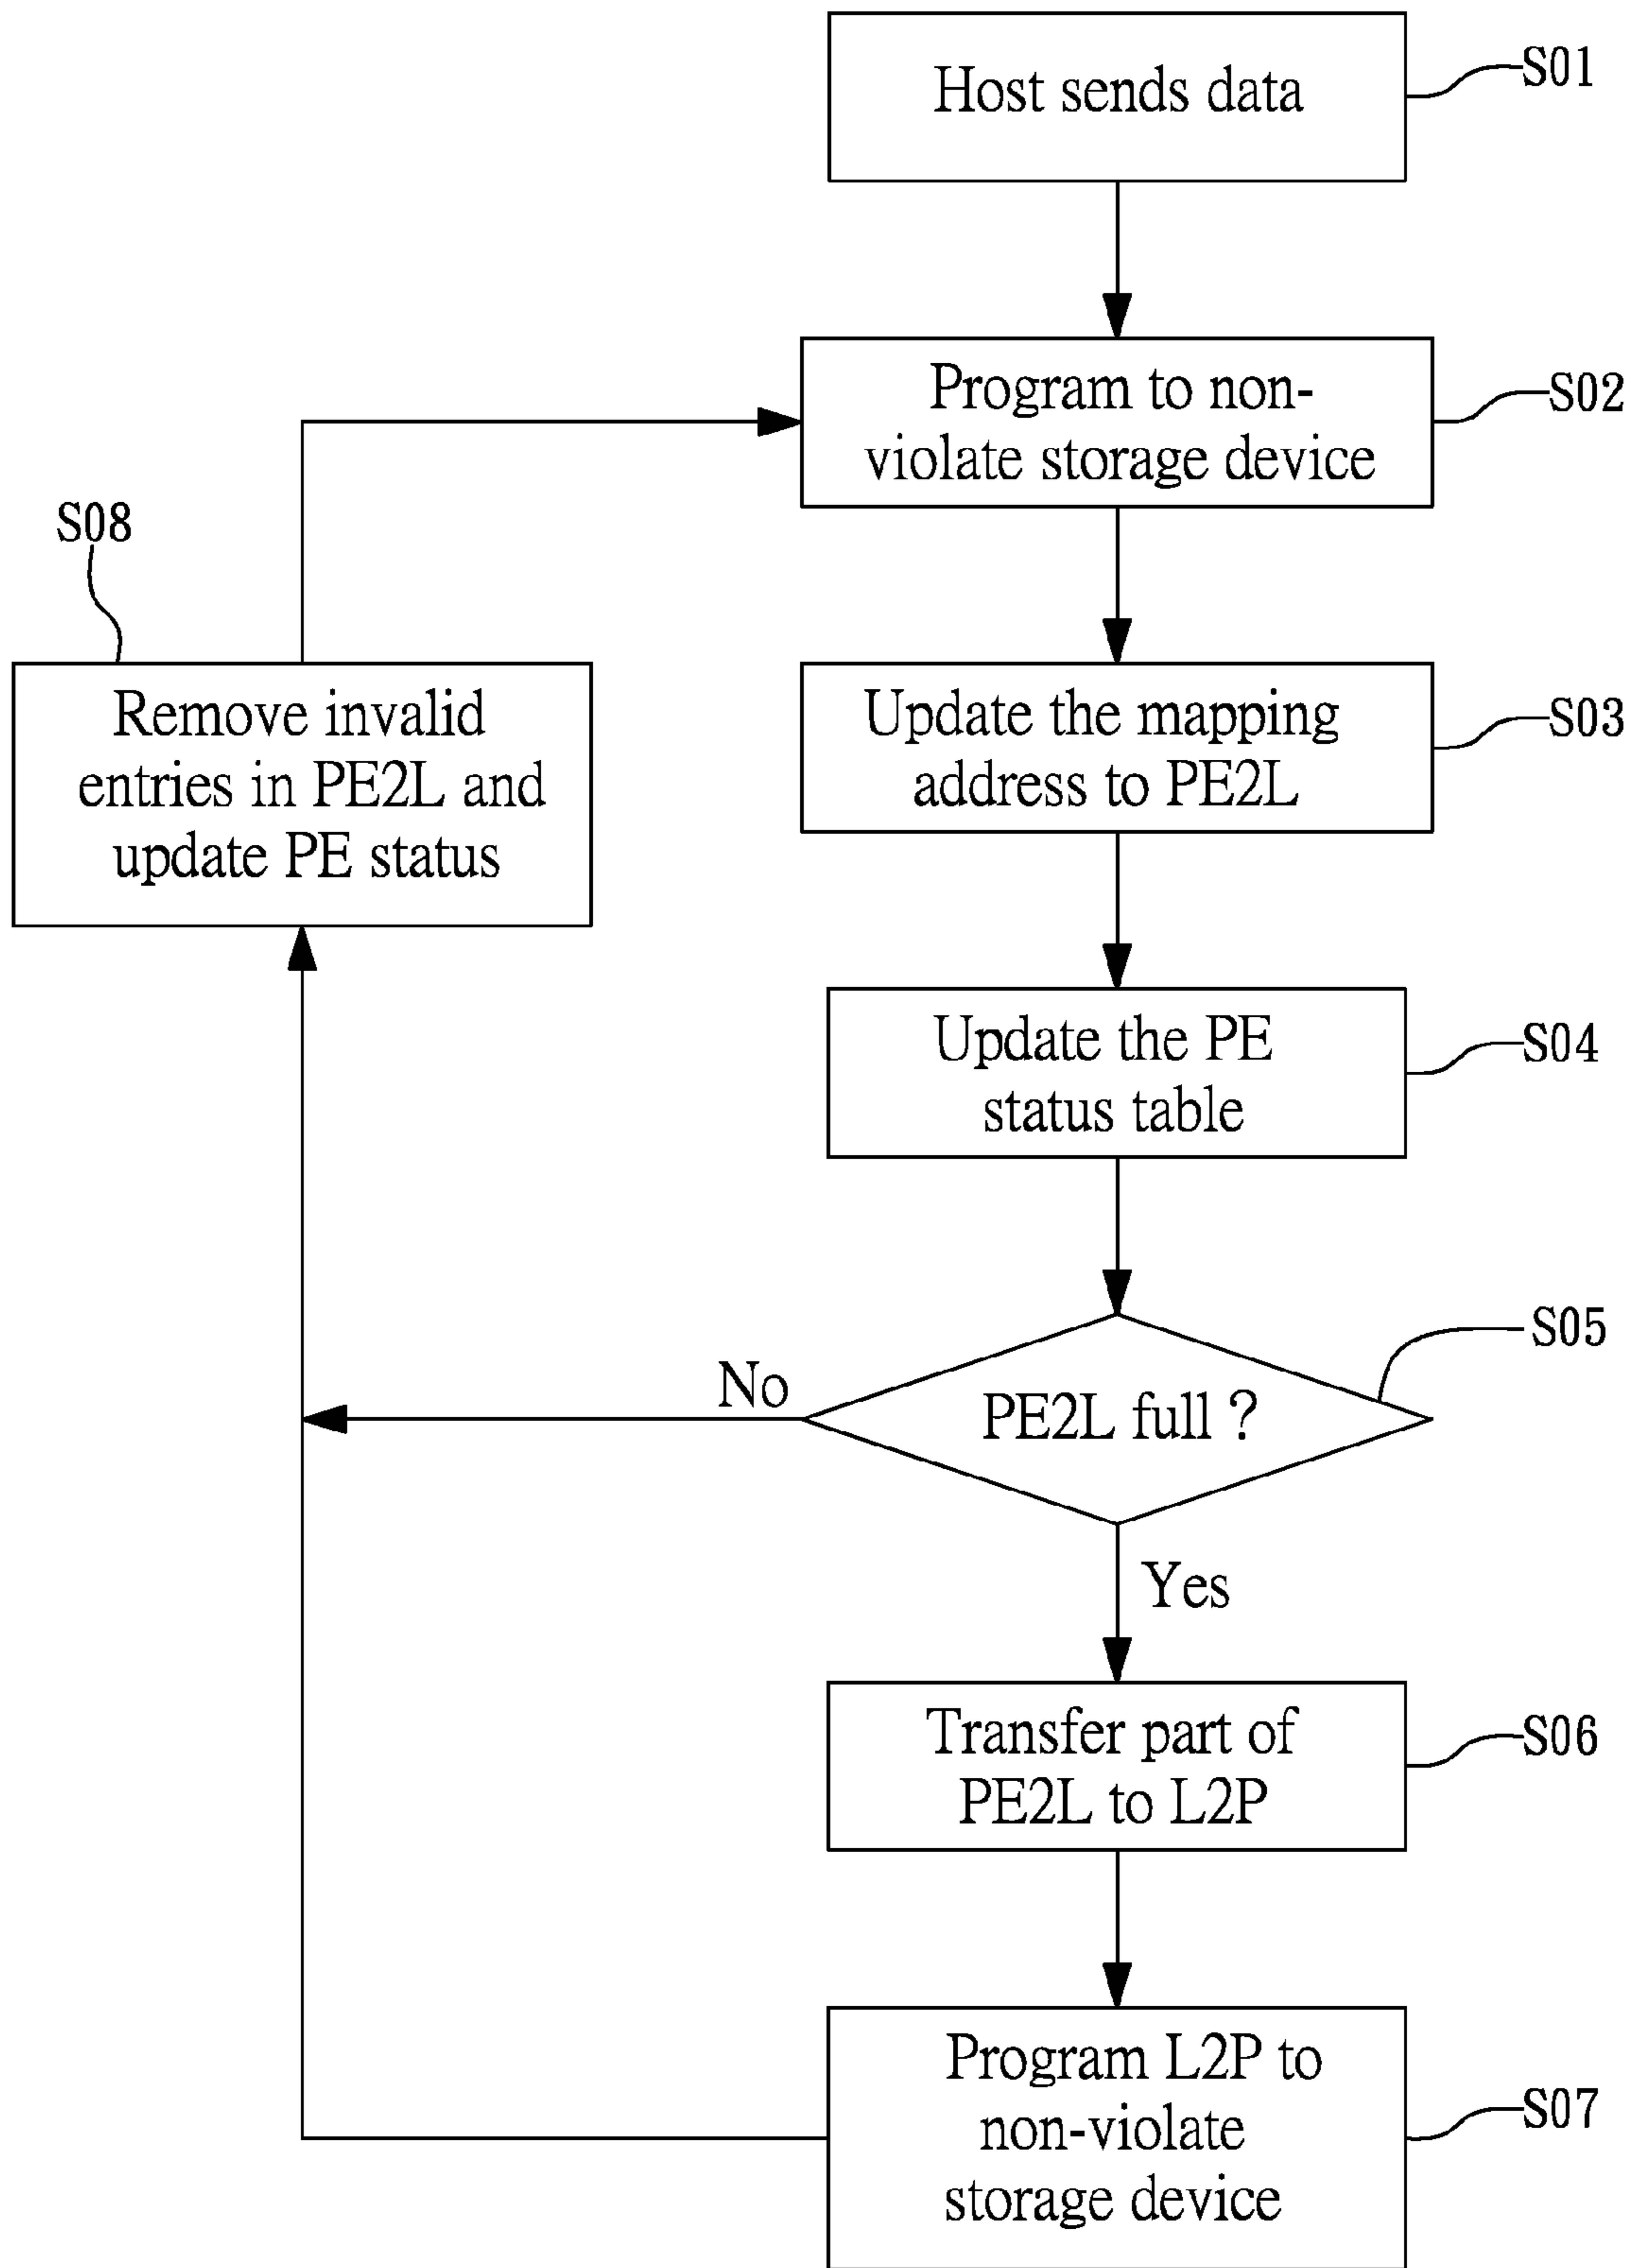 Host sends data
S01
Program to non-
violate storage device
S02
S08
Remove invalid
entries in PE2L and
update PE status
Update the mapping
address to PE2L
S03
Update the PE
status table
S04
No
PE2L full ?
S05
Yes
Transfer part of
PE2L to L2P
S06
Program L2P to
non-violate
storage device
S07